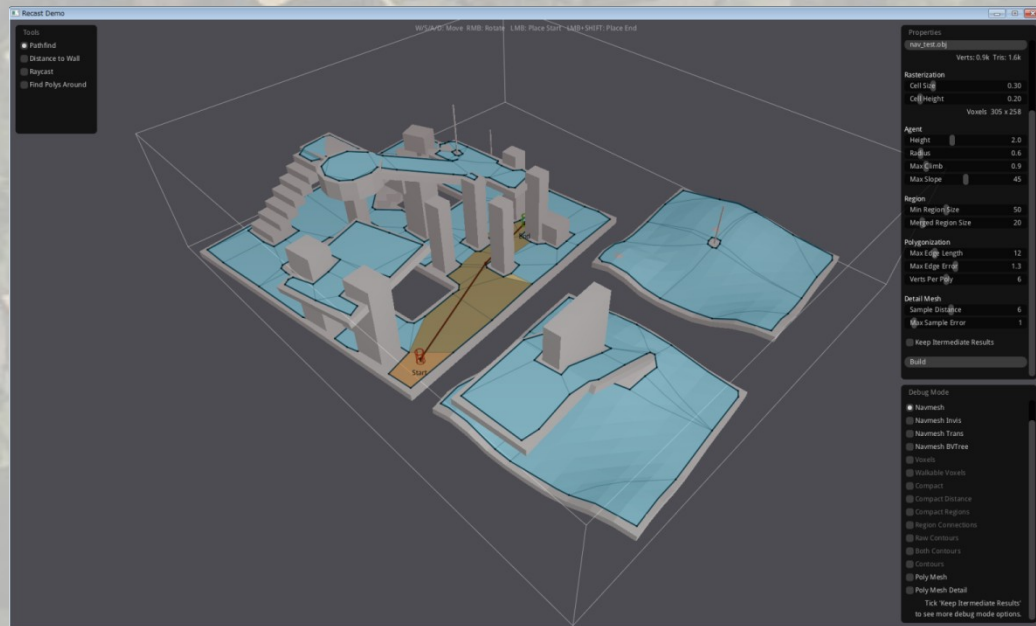 Recast Demo
W/S/A/D: Move RMB: Rotate LMB: Place Start LMB+SHIFT: Place End
Tools
Pathfind
Distance to Wall
Raycast
Find Polys Around
Start
Properties
nav_test.obj
Verts: 0.9k Tris: 1.6k
Rasterization
Cell Size 0.30
Cell Height 0.20
Voxels 305 x 258
Agent
Height 2.0
Radius 0.6
Max Climb 0.9
Max Slope 45
Region
Min Region Size 50
Merged Region Size 20
Polygonization
Max Edge Length 12
Max Edge Error 1.3
Verts Per Poly 6
Detail Mesh
Sample Distance 6
Max Sample Error 1
Keep Itermediate Results
Build
Debug Mode
Navmesh
Navmesh Invis
Navmesh Trans
Navmesh BVTree
Voxels
Walkable Voxels
Compact
Compact Distance
Compact Regions
Region Connections
Raw Contours
Both Contours
Contours
Poly Mesh
Poly Mesh Detail
Tick 'Keep Itermediate Results'
to see more debug mode options.